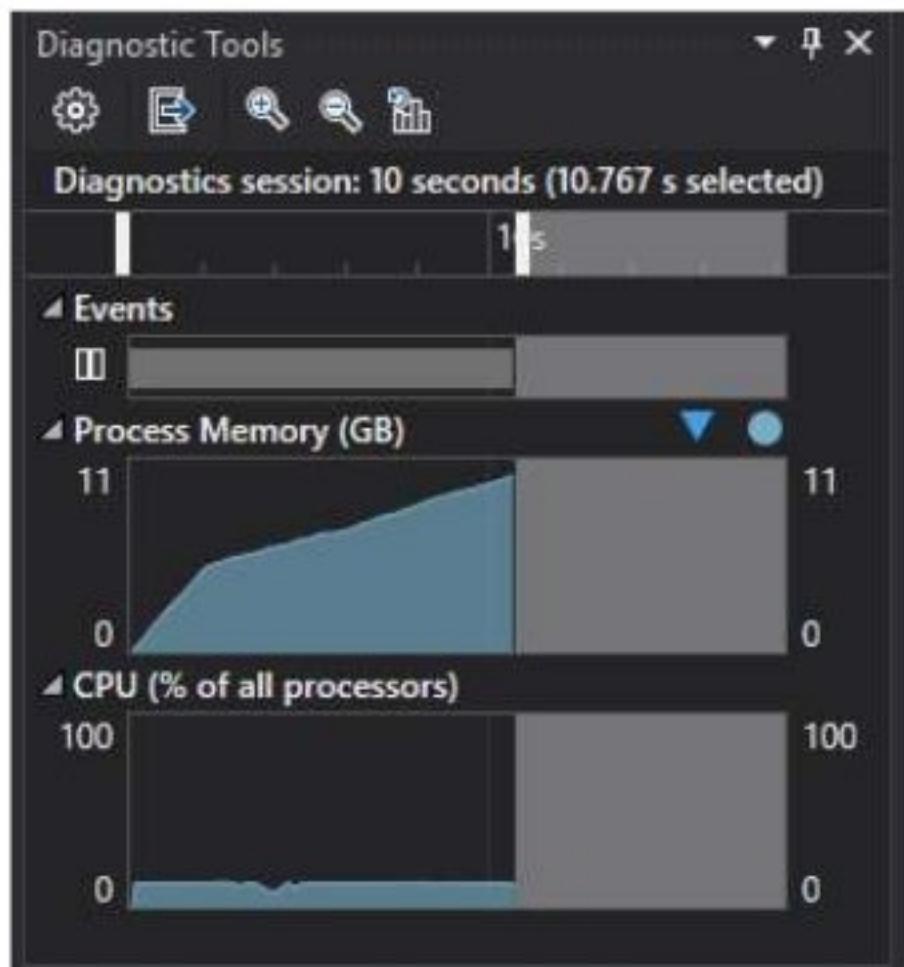 Diagnostic Tools
Diagnostics session: 10 seconds (10.767 s selected)
Events
Process Memory (GB)
11 11
0 0
CPU (% of all processors)
100 100
0 0